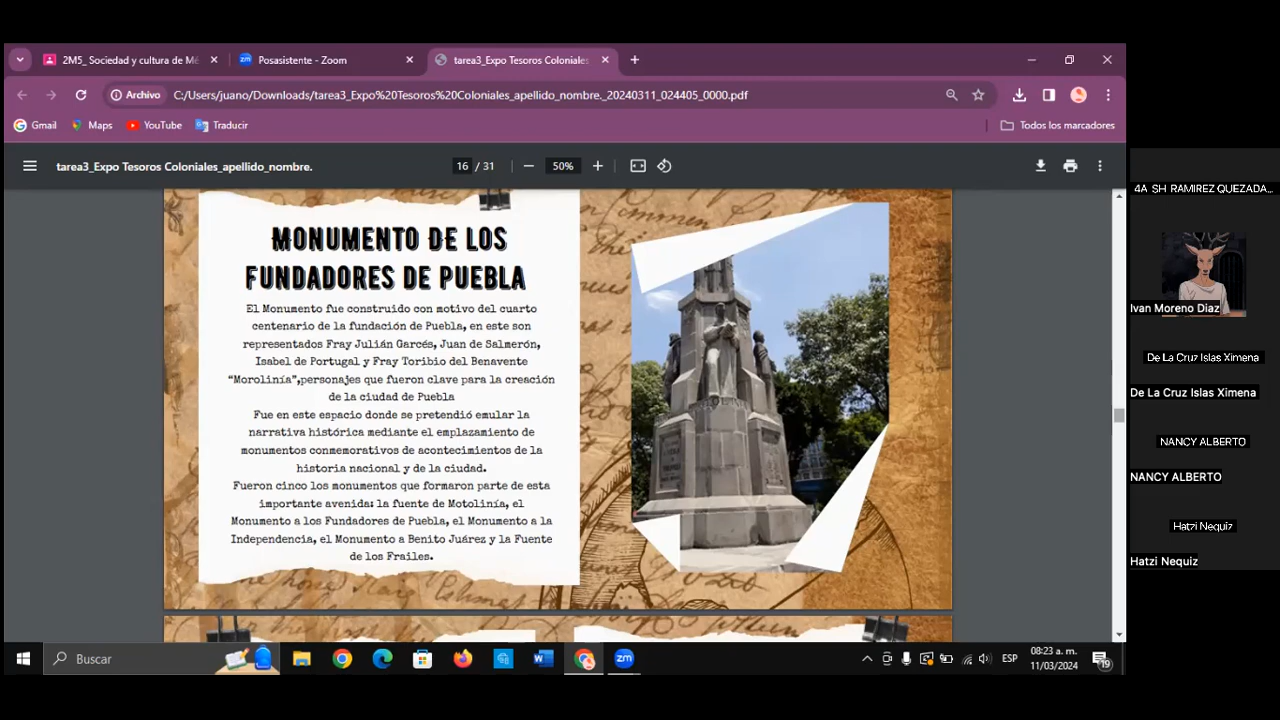 2M5_ Sociedad y cultura de Mé
Posasistente - Zoom
tarea3_Expo Tesoros Coloniales
Archivo
C:/Users/juano/Downloads/tarea3_Expo%20Tesoros%20Coloniales_apellido_nombre._20240311_024405_0000.pdf
Gmail
Maps
YouTube
Traducir
Todos los marcadores
tarea3_Expo Tesoros Coloniales_apellido_nombre.
16 / 31
50%
MONUMENTO DE LOS
FUNDADORES DE PUEBLA
El Monumento fue construido con motivo del cuarto
centenario de la fundación de Puebla, en este son
representados Fray Julián Garcés, Juan de Salmerón,
Isabel de Portugal y Fray Toribio del Benavente
“Morolinía”,personajes que fueron clave para la creación
de la ciudad de Puebla
Fue en este espacio donde se pretendió emular la
narrativa histórica mediante el emplazamiento de
monumentos conmemorativos de acontecimientos de la
historia nacional y de la ciudad.
Fueron cinco los monumentos que formaron parte de esta
importante avenida: la fuente de Motolinía, el
Monumento a los Fundadores de Puebla, el Monumento a la
Independencia, el Monumento a Benito Juárez y la Fuente
de los Frailes.
4A SH RAMIREZ QUEZADA...
Ivan Moreno Diaz
De La Cruz Islas Ximena
De La Cruz Islas Ximena
NANCY ALBERTO
NANCY ALBERTO
Hatzi Nequiz
Hatzi Nequiz
Buscar
ESP
08:23 a. m.
11/03/2024
19